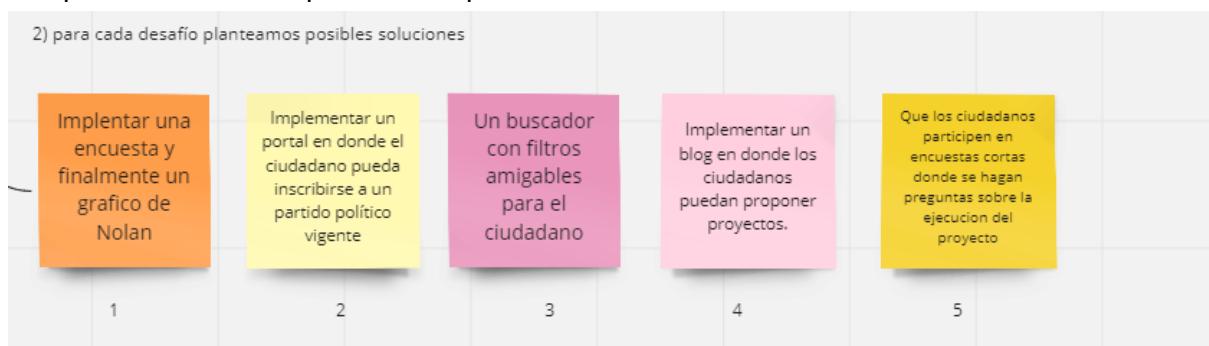 2) para cada desafío planteamos posibles soluciones
Implentar una
encuesta y
finalmente un
grafico de
Nolan
Implementar un
portal en donde el
ciudadano pueda
inscribirse a un
partido político
vigente
Un buscador
con filtros
amigables
para el
ciudadano
Implementar un
blog en donde los
ciudadanos
puedan proponer
proyectos.
Que los ciudadanos
participen en
encuestas cortas
donde se hagan
preguntas sobre la
ejecucion del
proyecto
1
2
3
4
5